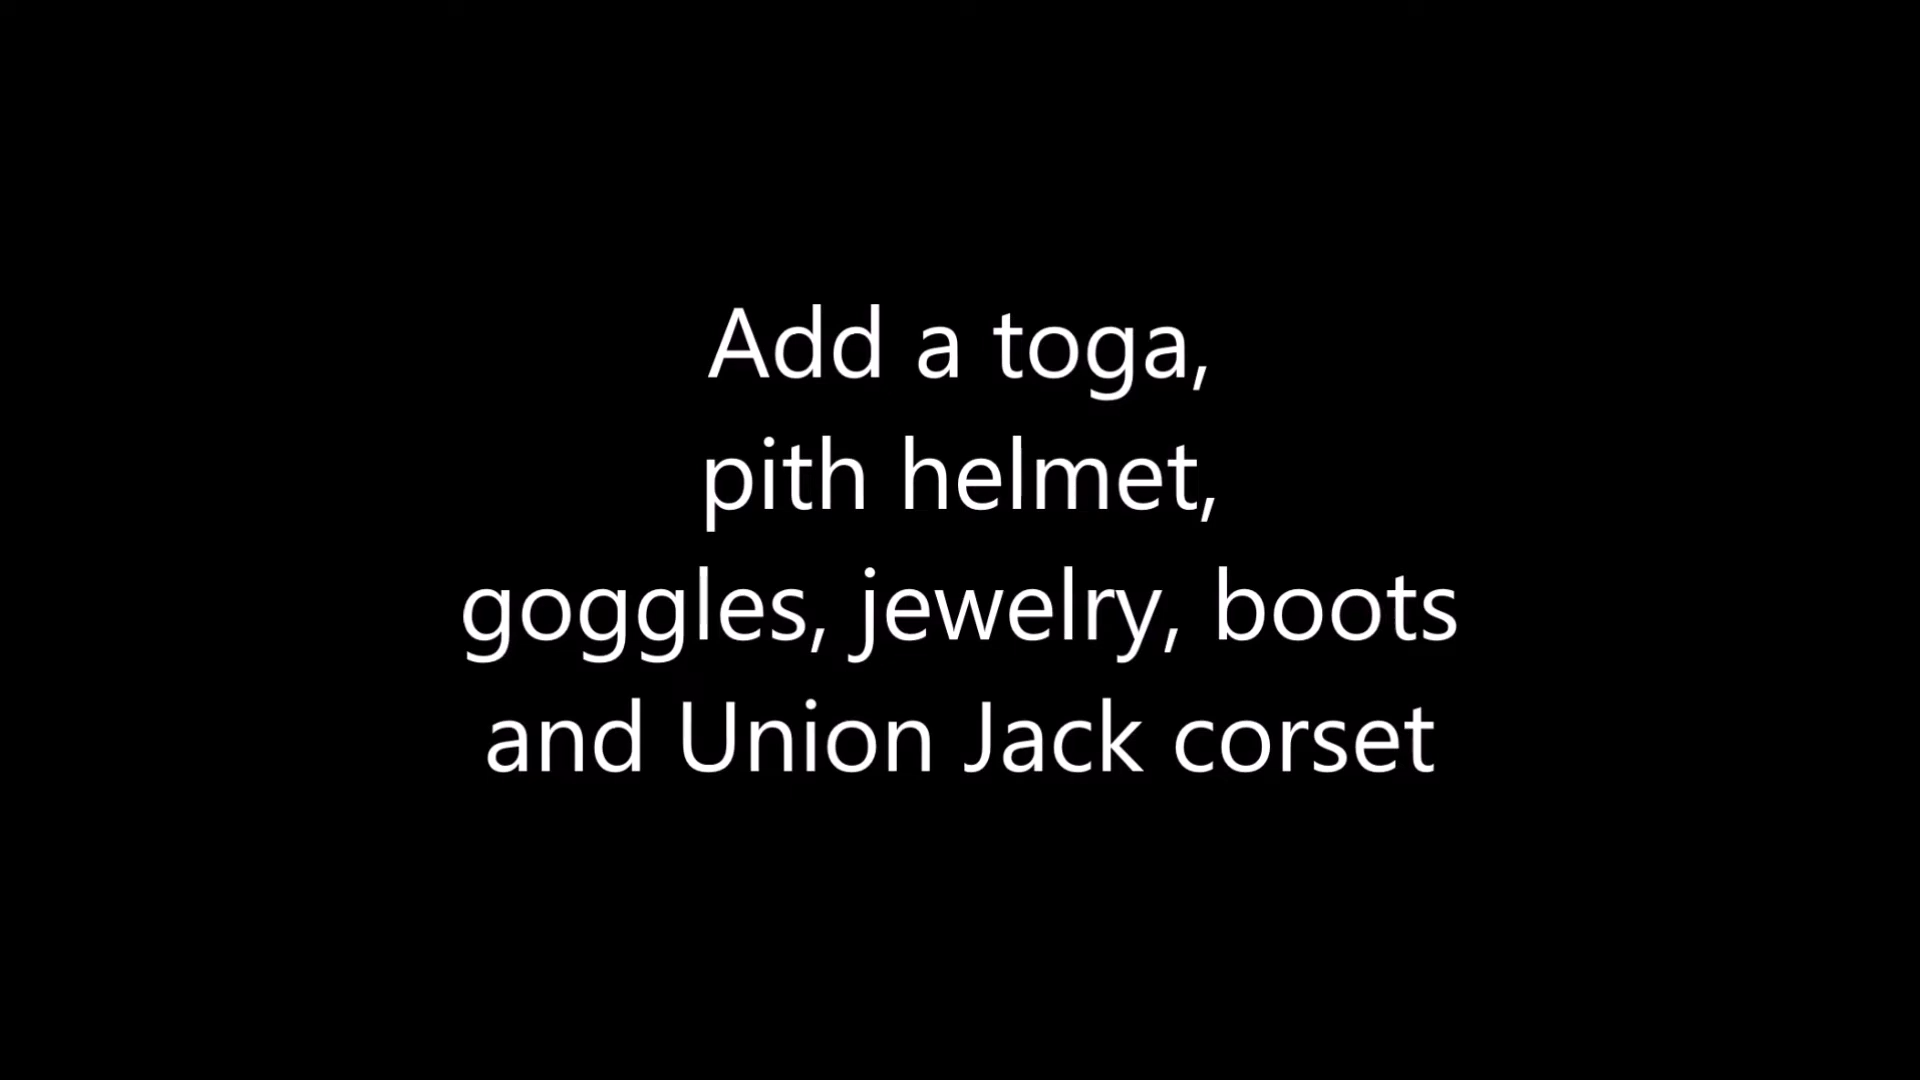 Add a toga,
pith helmet,
goggles, jewelry, boots
and Union Jack corset